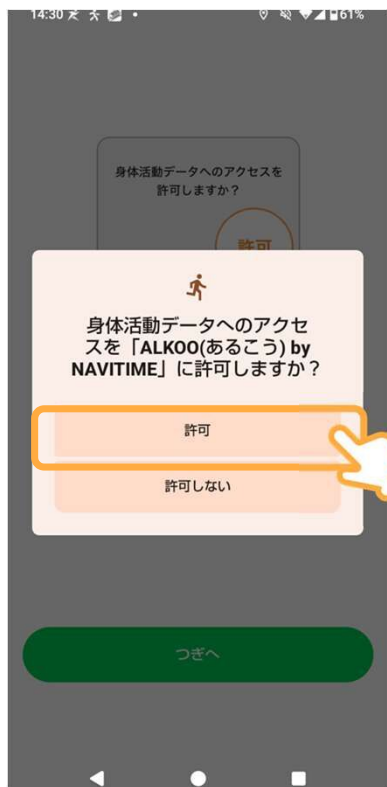 14:30
61%
身体活動データへのアクセスを
許可しますか？
許可
身体活動データへのアクセ
スを「ALKOO(あるこう) by
NAVITIME」に許可しますか？
許可
許可しない
つぎへ